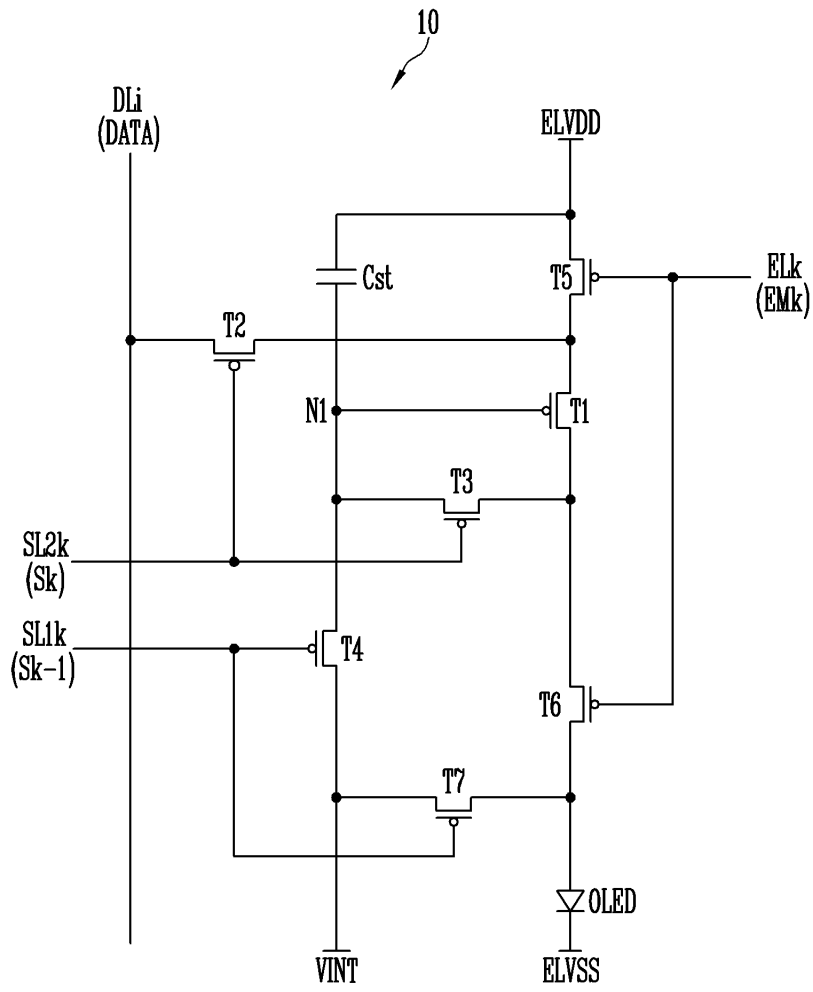 10
DLi
(DATA)
ELVDD
Cst
T5
ELk
(EMk)
T2
N1
T1
T3
SL2k
(Sk)
SL1k
(Sk-1)
T4
T6
T7
OLED
VINT
ELVSS